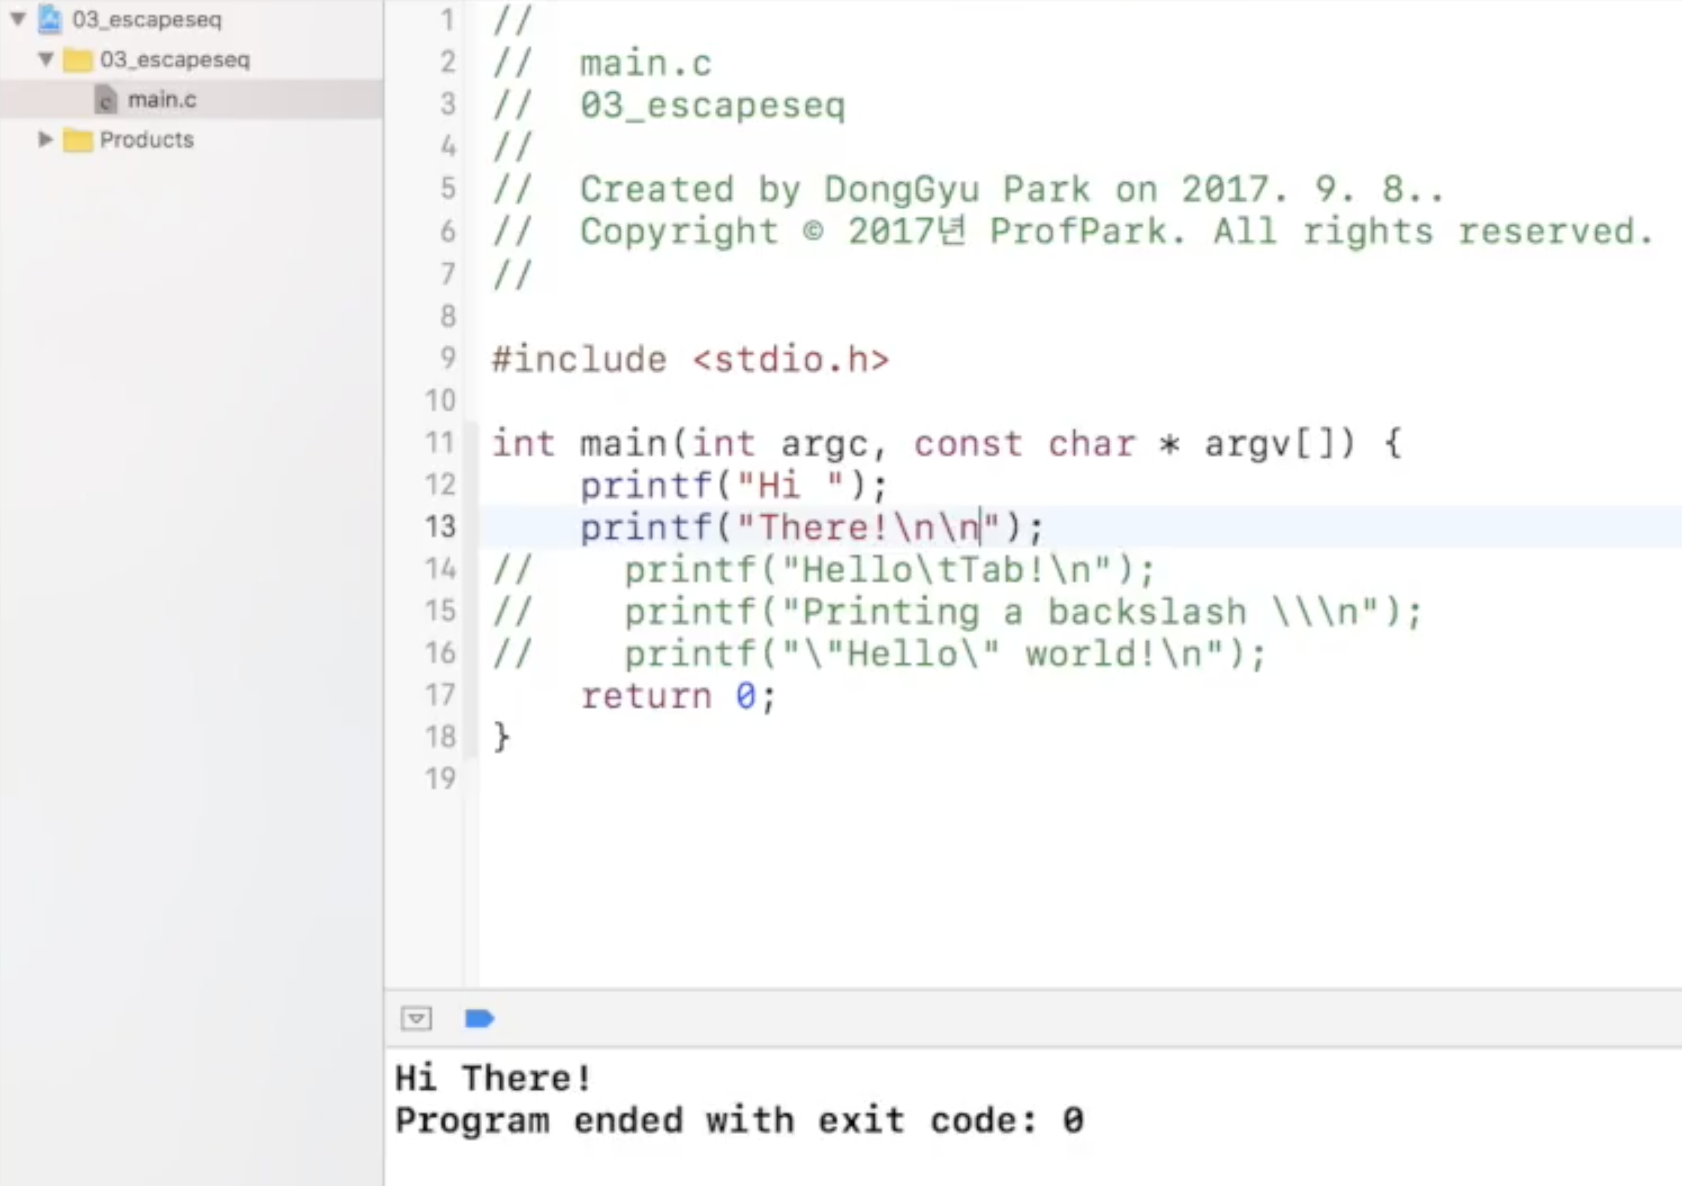 03_escapeseq
03_escapeseq
main.c
Products
1 //
2 //  main.c
3 //  03_escapeseq
4 //
5 //  Created by DongGyu Park on 2017. 9. 8..
6 //  Copyright © 2017년 ProfPark. All rights reserved.
7 //
8
9 #include <stdio.h>
10
11 int main(int argc, const char * argv[]) {
12     printf("Hi ");
13     printf("There!\n\n");
14 //    printf("Hello\tTab!\n");
15 //    printf("Printing a backslash \\\n");
16 //    printf("\"Hello\" world!\n");
17     return 0;
18 }
19
Hi There!
Program ended with exit code: 0